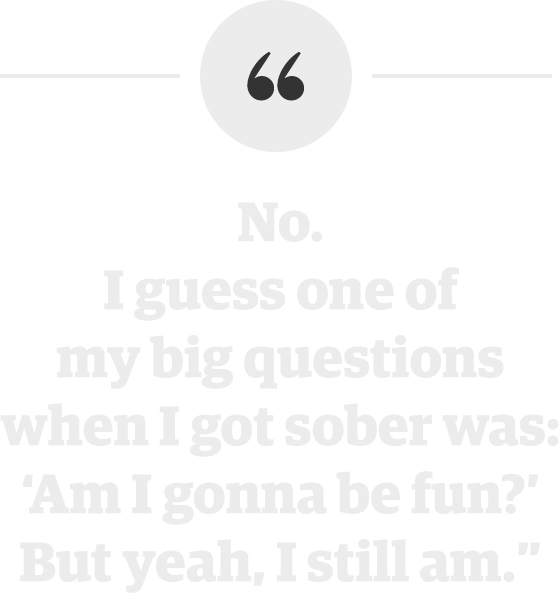 “
No.
I guess one of
my big questions
when I got sober was:
‘Am I gonna be fun?’
But yeah, I still am.”